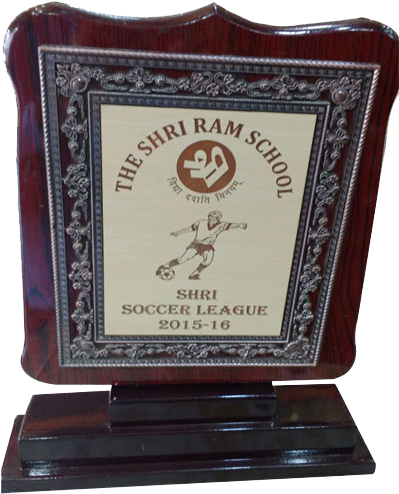 THE SHRI RAM SCHOOL
श्री
विद्या ददाति विनयम्
SHRI
SOCCER LEAGUE
2015-16